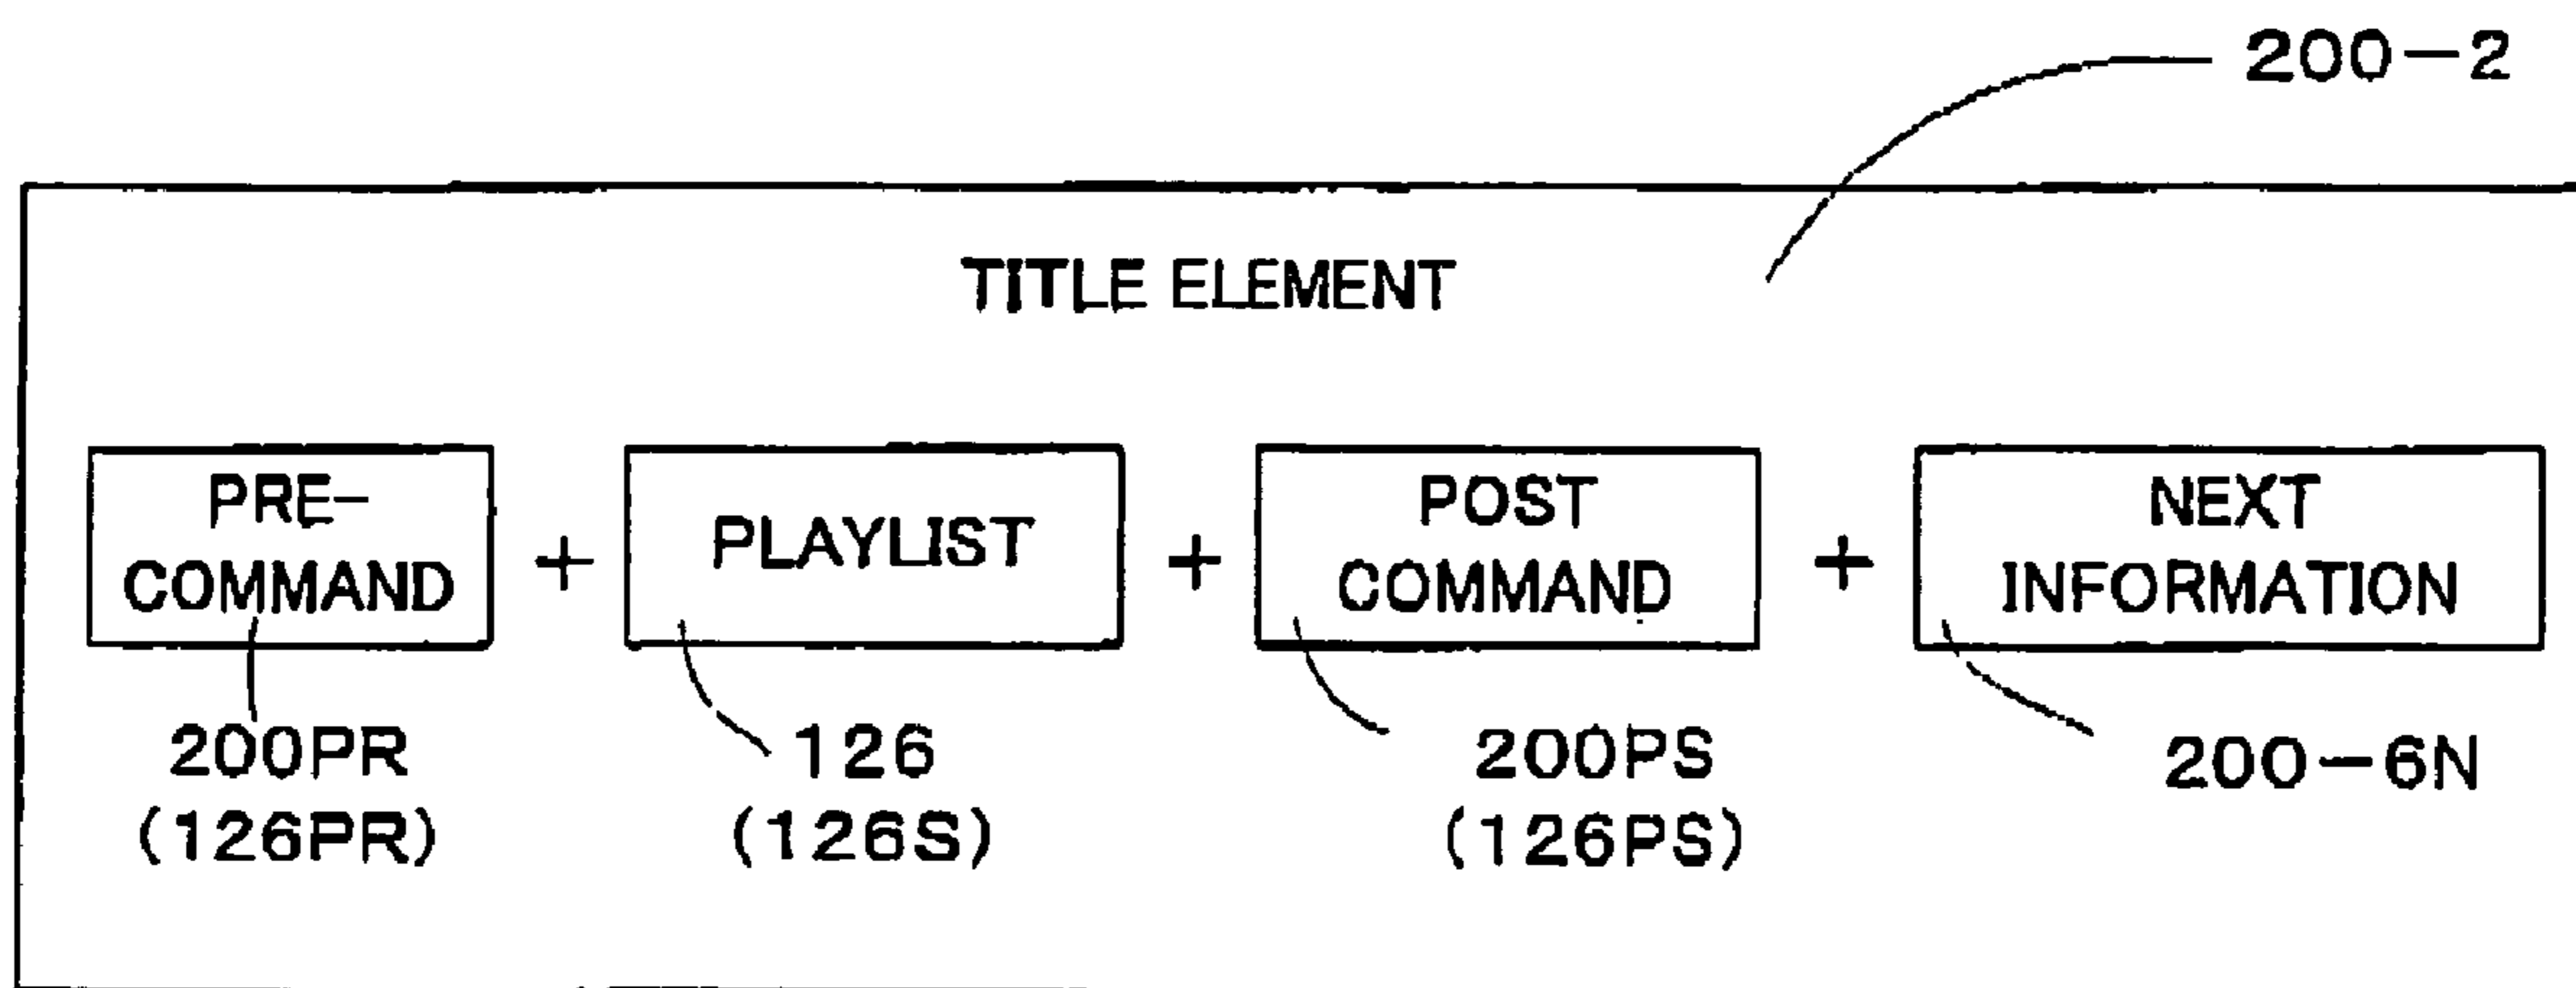 200-2
TITLE ELEMENT
PRE-
COMMAND
+
PLAYLIST
+
POST
COMMAND
+
NEXT
INFORMATION
200PR
(126PR)
126
(126S)
200PS
(126PS)
200-6N